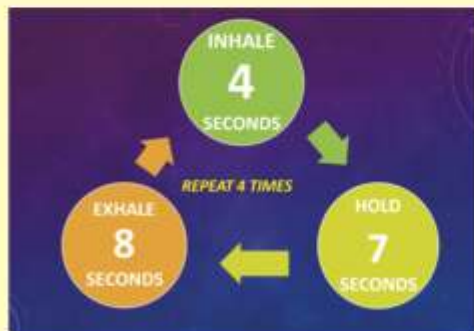 INHALE
4
SECONDS
HOLD
7
SECONDS
EXHALE
8
SECONDS
REPEAT 4 TIMES